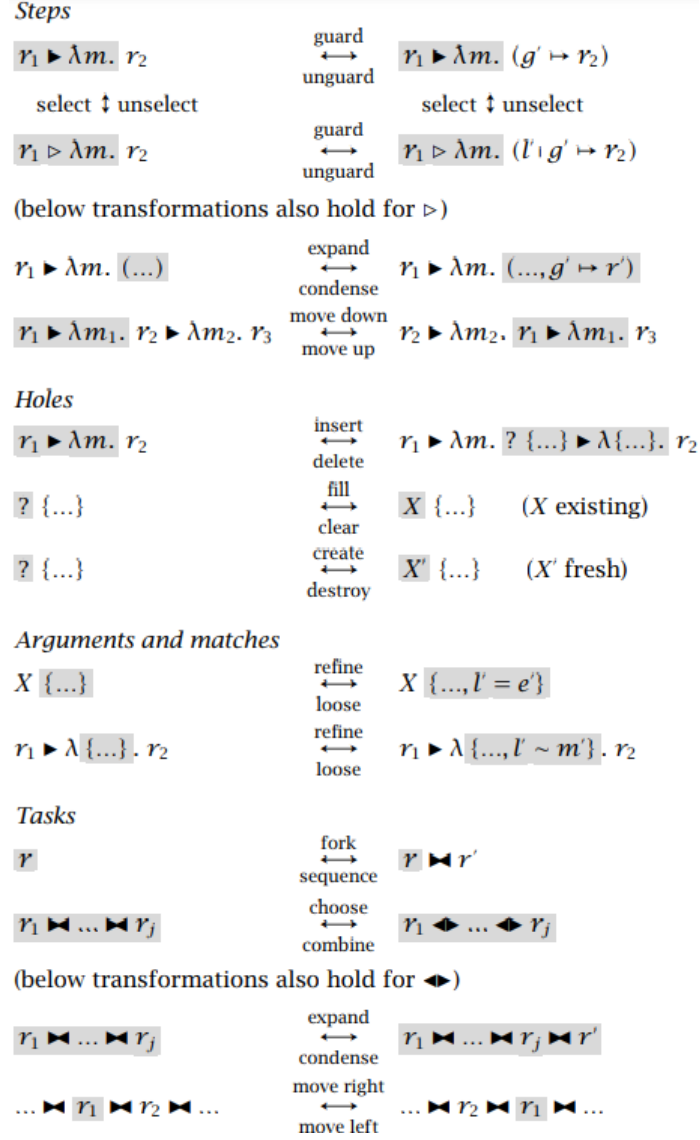 Steps
guard
r₁ ▶ λm. r₂ ⟷ r₁ ▶ λm. (g′ ↦ r₂)
unguard
select ↕ unselect select ↕ unselect
guard
r₁ ▷ λm. r₂ ⟷ r₁ ▷ λm. (l′ ı g′ ↦ r₂)
unguard
(below transformations also hold for ▷)
expand
r₁ ▶ λm. (…) ⟷ r₁ ▶ λm. (…, g′ ↦ r′)
condense
move down
r₁ ▶ λm₁. r₂ ▶ λm₂. r₃ ⟷ r₂ ▶ λm₂. r₁ ▶ λm₁. r₃
move up
Holes
insert
r₁ ▶ λm. r₂ ⟷ r₁ ▶ λm. ? {…} ▶ λ{…}. r₂
delete
fill
? {…} ⟷ X {…} (X existing)
clear
create
? {…} ⟷ X′ {…} (X′ fresh)
destroy
Arguments and matches
refine
X {…} ⟷ X {…, l′ = e′}
loose
refine
r₁ ▶ λ{…}. r₂ ⟷ r₁ ▶ λ{…, l′ ~ m′}. r₂
loose
Tasks
fork
r ⟷ r ⧓ r′
sequence
choose
r₁ ⧓ … ⧓ rⱼ ⟷ r₁ ◀▶ … ◀▶ rⱼ
combine
(below transformations also hold for ◀▶)
expand
r₁ ⧓ … ⧓ rⱼ ⟷ r₁ ⧓ … ⧓ rⱼ ⧓ r′
condense
move right
… ⧓ r₁ ⧓ r₂ ⧓ … ⟷ … ⧓ r₂ ⧓ r₁ ⧓ …
move left